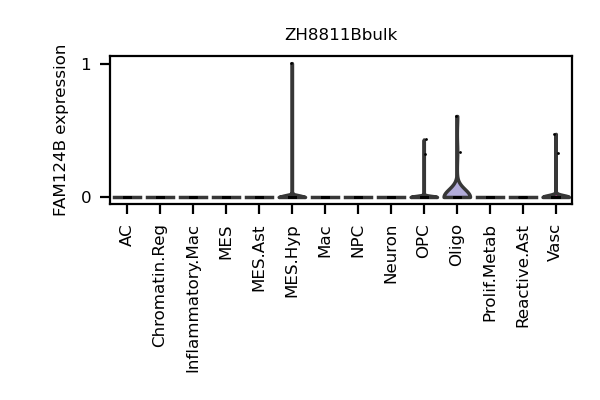 ZH8811Bbulk
FAM124B expression
1
0
AC
Chromatin.Reg
Inflammatory.Mac
MES
MES.Ast
MES.Hyp
Mac
NPC
Neuron
OPC
Oligo
Prolif.Metab
Reactive.Ast
Vasc